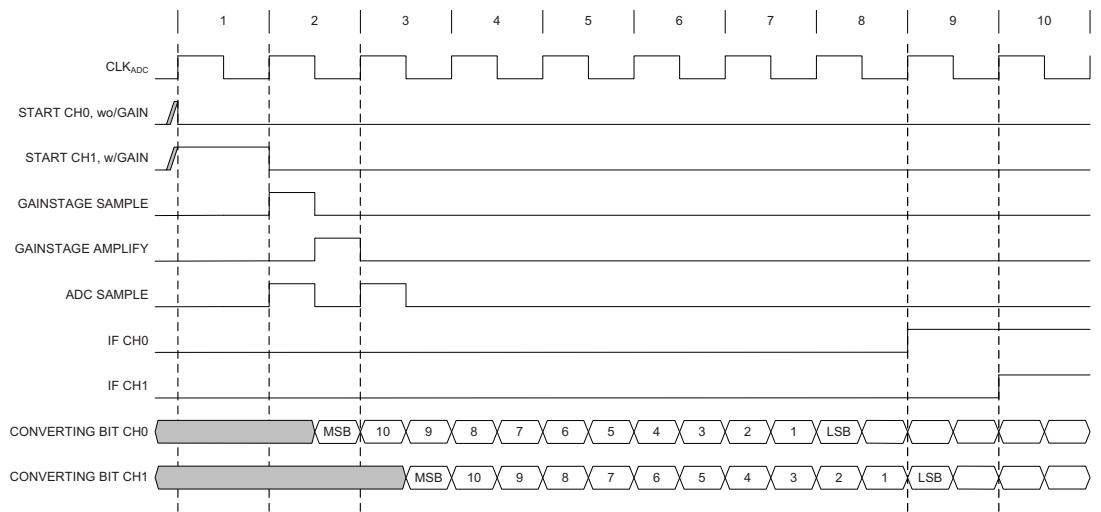 1 2 3 4 5 6 7 8 9 10
CLKADC
START CH0, wo/GAIN
START CH1, w/GAIN
GAINSTAGE SAMPLE
GAINSTAGE AMPLIFY
ADC SAMPLE
IF CH0
IF CH1
CONVERTING BIT CH0 MSB 10 9 8 7 6 5 4 3 2 1 LSB
CONVERTING BIT CH1 MSB 10 9 8 7 6 5 4 3 2 1 LSB